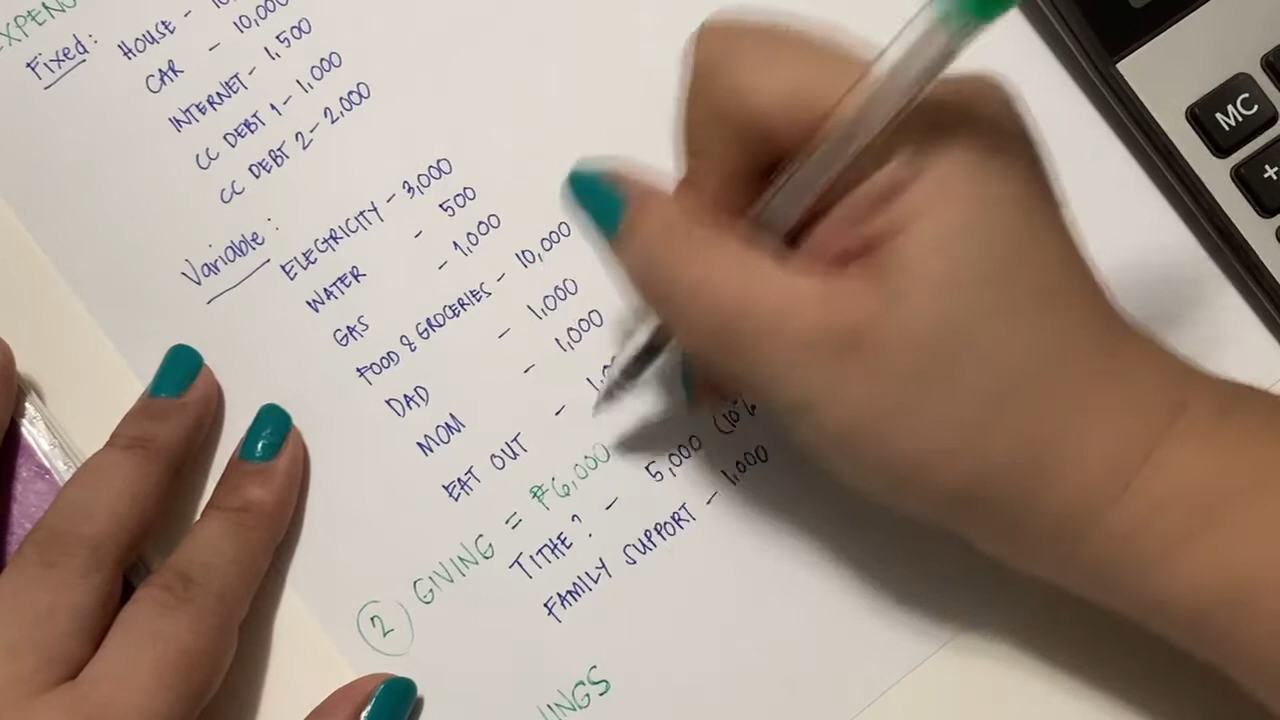 Fixed: HOUSE -
CAR - 10,000
INTERNET - 1,500
CC DEBT 1 - 1,000
CC DEBT 2 - 2,000
Variable:
ELECTRICITY - 3,000
WATER - 500
GAS - 1,000
FOOD & GROCERIES - 10,000
DAD - 1,000
MOM - 1,000
EAT OUT -
2 GIVING = ₱6,000
TITHE? - 5,000 (10%
FAMILY SUPPORT - 1,000
MC
+